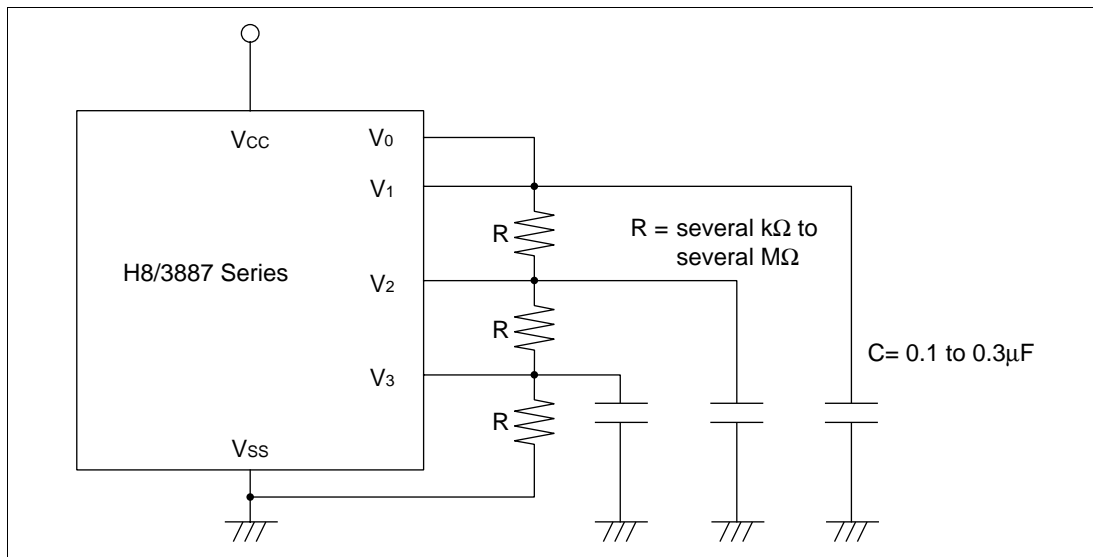 VCC
V0
V1
R
R = several kΩ to
several MΩ
H8/3887 Series
V2
R
C= 0.1 to 0.3µF
V3
R
VSS